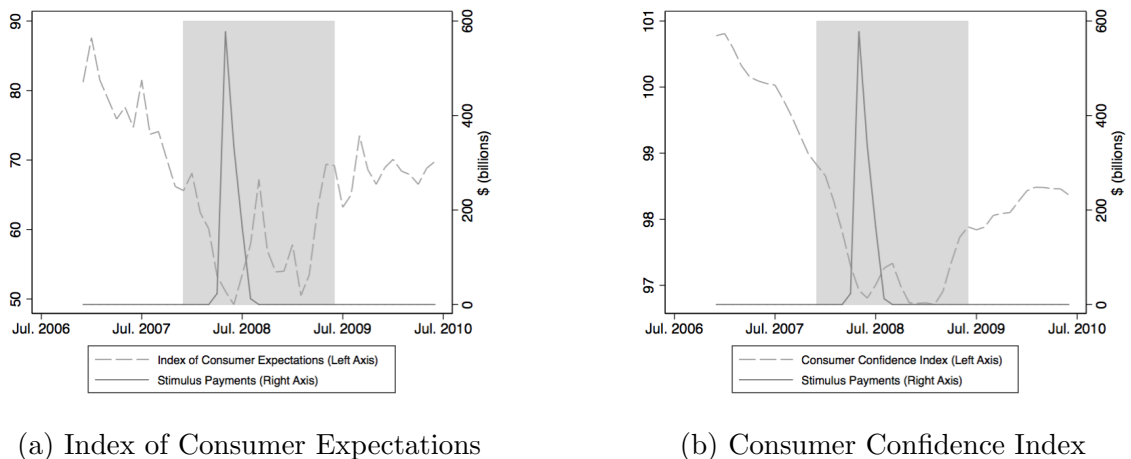 90
80
70
60
50
600
400
200
0
$ (billions)
Jul. 2006 Jul. 2007 Jul. 2008 Jul. 2009 Jul. 2010
Index of Consumer Expectations (Left Axis)
Stimulus Payments (Right Axis)
(a) Index of Consumer Expectations
101
100
99
98
97
600
400
200
0
$ (billions)
Jul. 2006 Jul. 2007 Jul. 2008 Jul. 2009 Jul. 2010
Consumer Confidence Index (Left Axis)
Stimulus Payments (Right Axis)
(b) Consumer Confidence Index